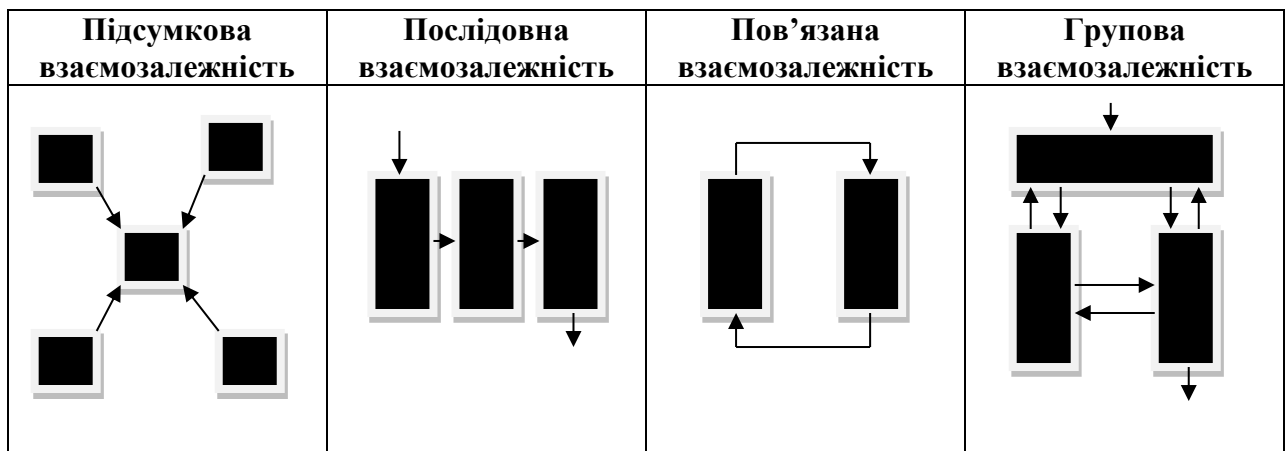 Підсумкова
взаємозалежність
Послідовна
взаємозалежність
Пов’язана
взаємозалежність
Групова
взаємозалежність